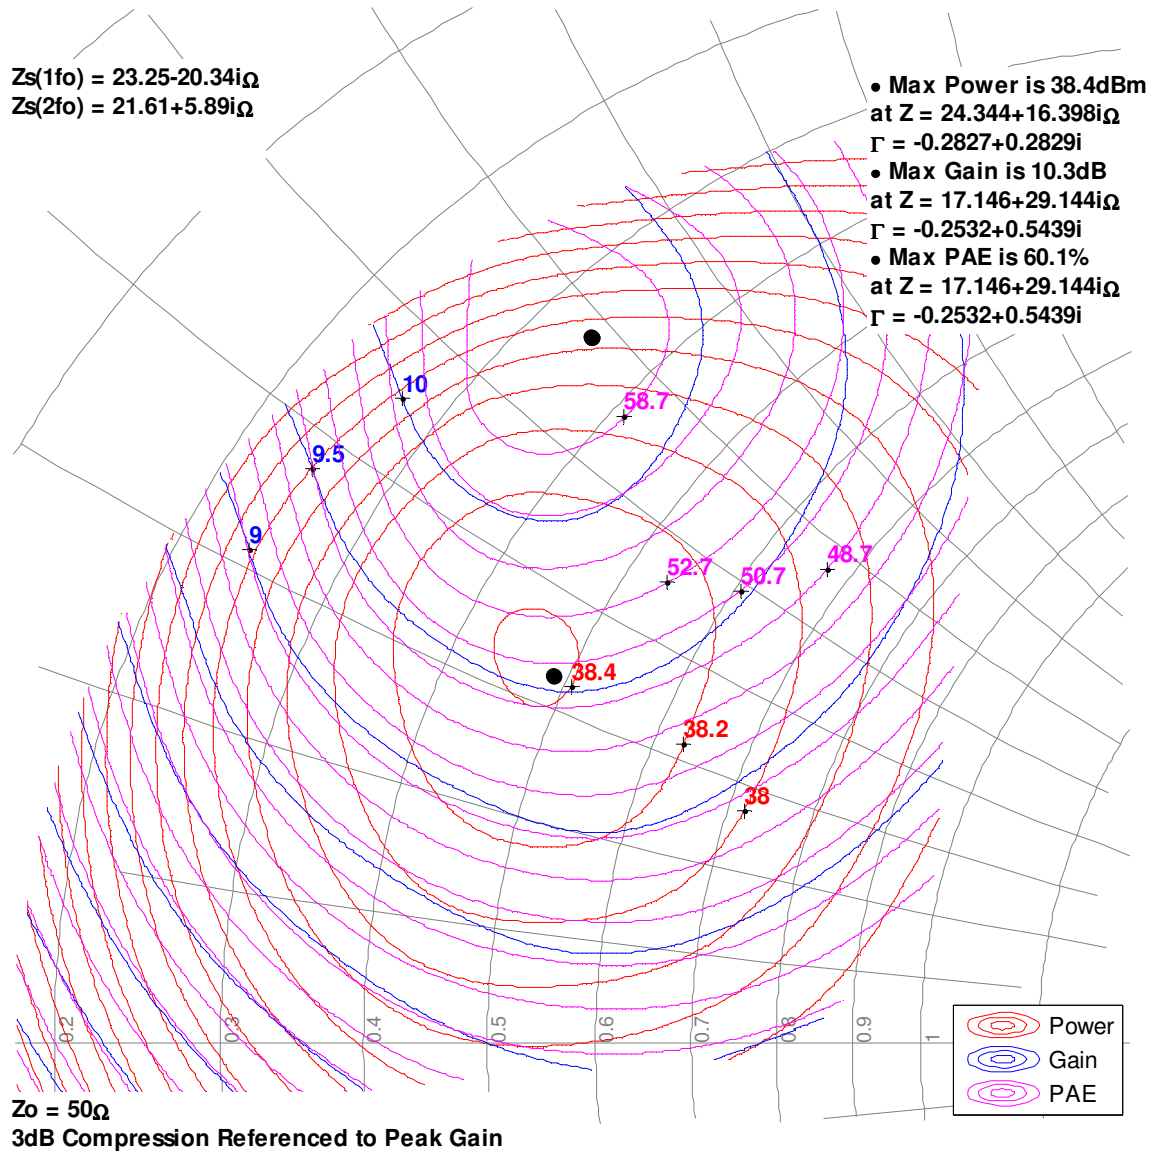 Zs(1fo) = 23.25-20.34iΩ
Zs(2fo) = 21.61+5.89iΩ
• Max Power is 38.4dBm
at Z = 24.344+16.398iΩ
Γ = -0.2827+0.2829i
• Max Gain is 10.3dB
at Z = 17.146+29.144iΩ
Γ = -0.2532+0.5439i
• Max PAE is 60.1%
at Z = 17.146+29.144iΩ
Γ = -0.2532+0.5439i
10
58.7
9.5
9
52.7
50.7
48.7
38.4
38.2
38
0.2
0.3
0.4
0.5
0.6
0.7
0.8
0.9
1
Power
Gain
PAE
Zo = 50Ω
3dB Compression Referenced to Peak Gain